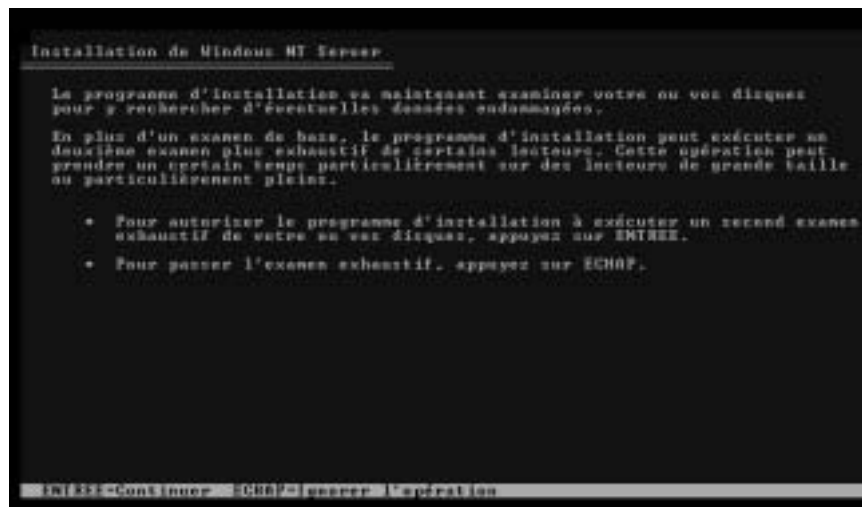 Installation de Windows NT Server
Le programme d'installation va maintenant examiner votre ou vos disques
pour y rechercher d'éventuelles données endommagées.
En plus d'un examen de base, le programme d'installation peut exécuter un
deuxième examen plus exhaustif de certains lecteurs. Cette opération peut
prendre un certain temps particulièrement sur des lecteurs de grande taille
ou particulièrement pleins.
• Pour autoriser le programme d'installation à exécuter un second examen
exhaustif de votre ou vos disques, appuyez sur ENTREE.
• Pour passer l'examen exhaustif, appuyez sur ECHAP.
ENTREE=Continuer ECHAP=Ignorer l'opération